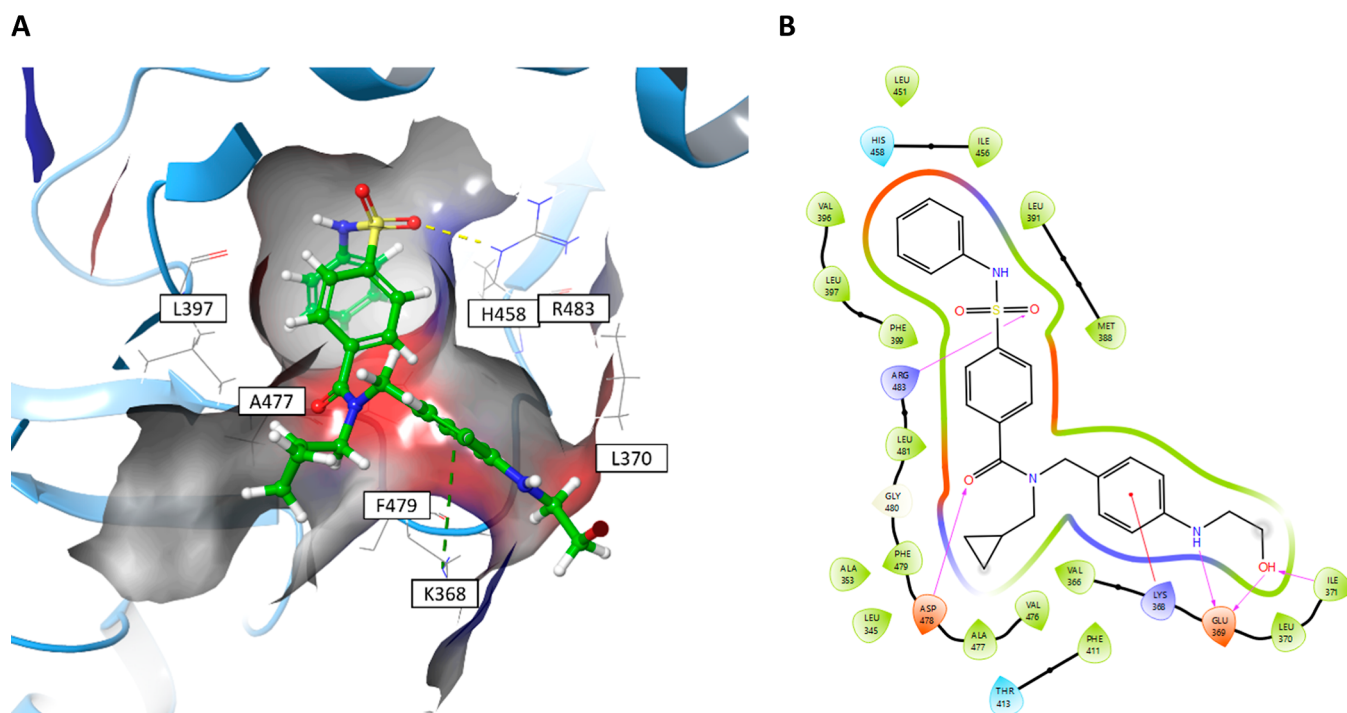 A
L397
H458
R483
A477
L370
F479
K368
B
LEU
451
HIS
458
ILE
456
VAL
396
LEU
391
LEU
397
PHE
399
MET
388
NH
O
S
O
ARG
483
LEU
481
O
N
GLY
480
PHE
479
ALA
353
LEU
345
ASP
478
ALA
477
VAL
476
PHE
411
THR
413
VAL
366
LYS
368
N
H
GLU
369
OH
LEU
370
ILE
371